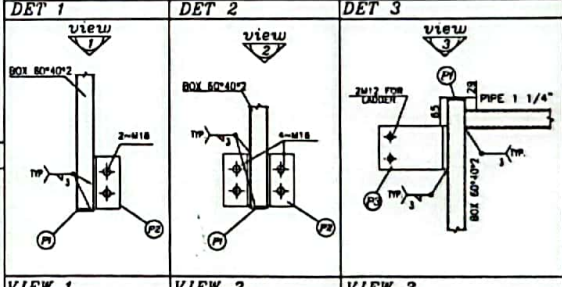 DET 1
view
1
BOX 60*40*2
2-M16
TYP.
3
P1
P2
DET 2
view
2
BOX 60*40*2
TYP.
3
4-M16
P1
P2
DET 3
view
3
P1
29
65
PIPE 1 1/4"
2M12 FOR
LADDER
TYP.
3
P3
TYP.
3
BOX 60*40*2
VIEW 1
VIEW 2
VIEW 3